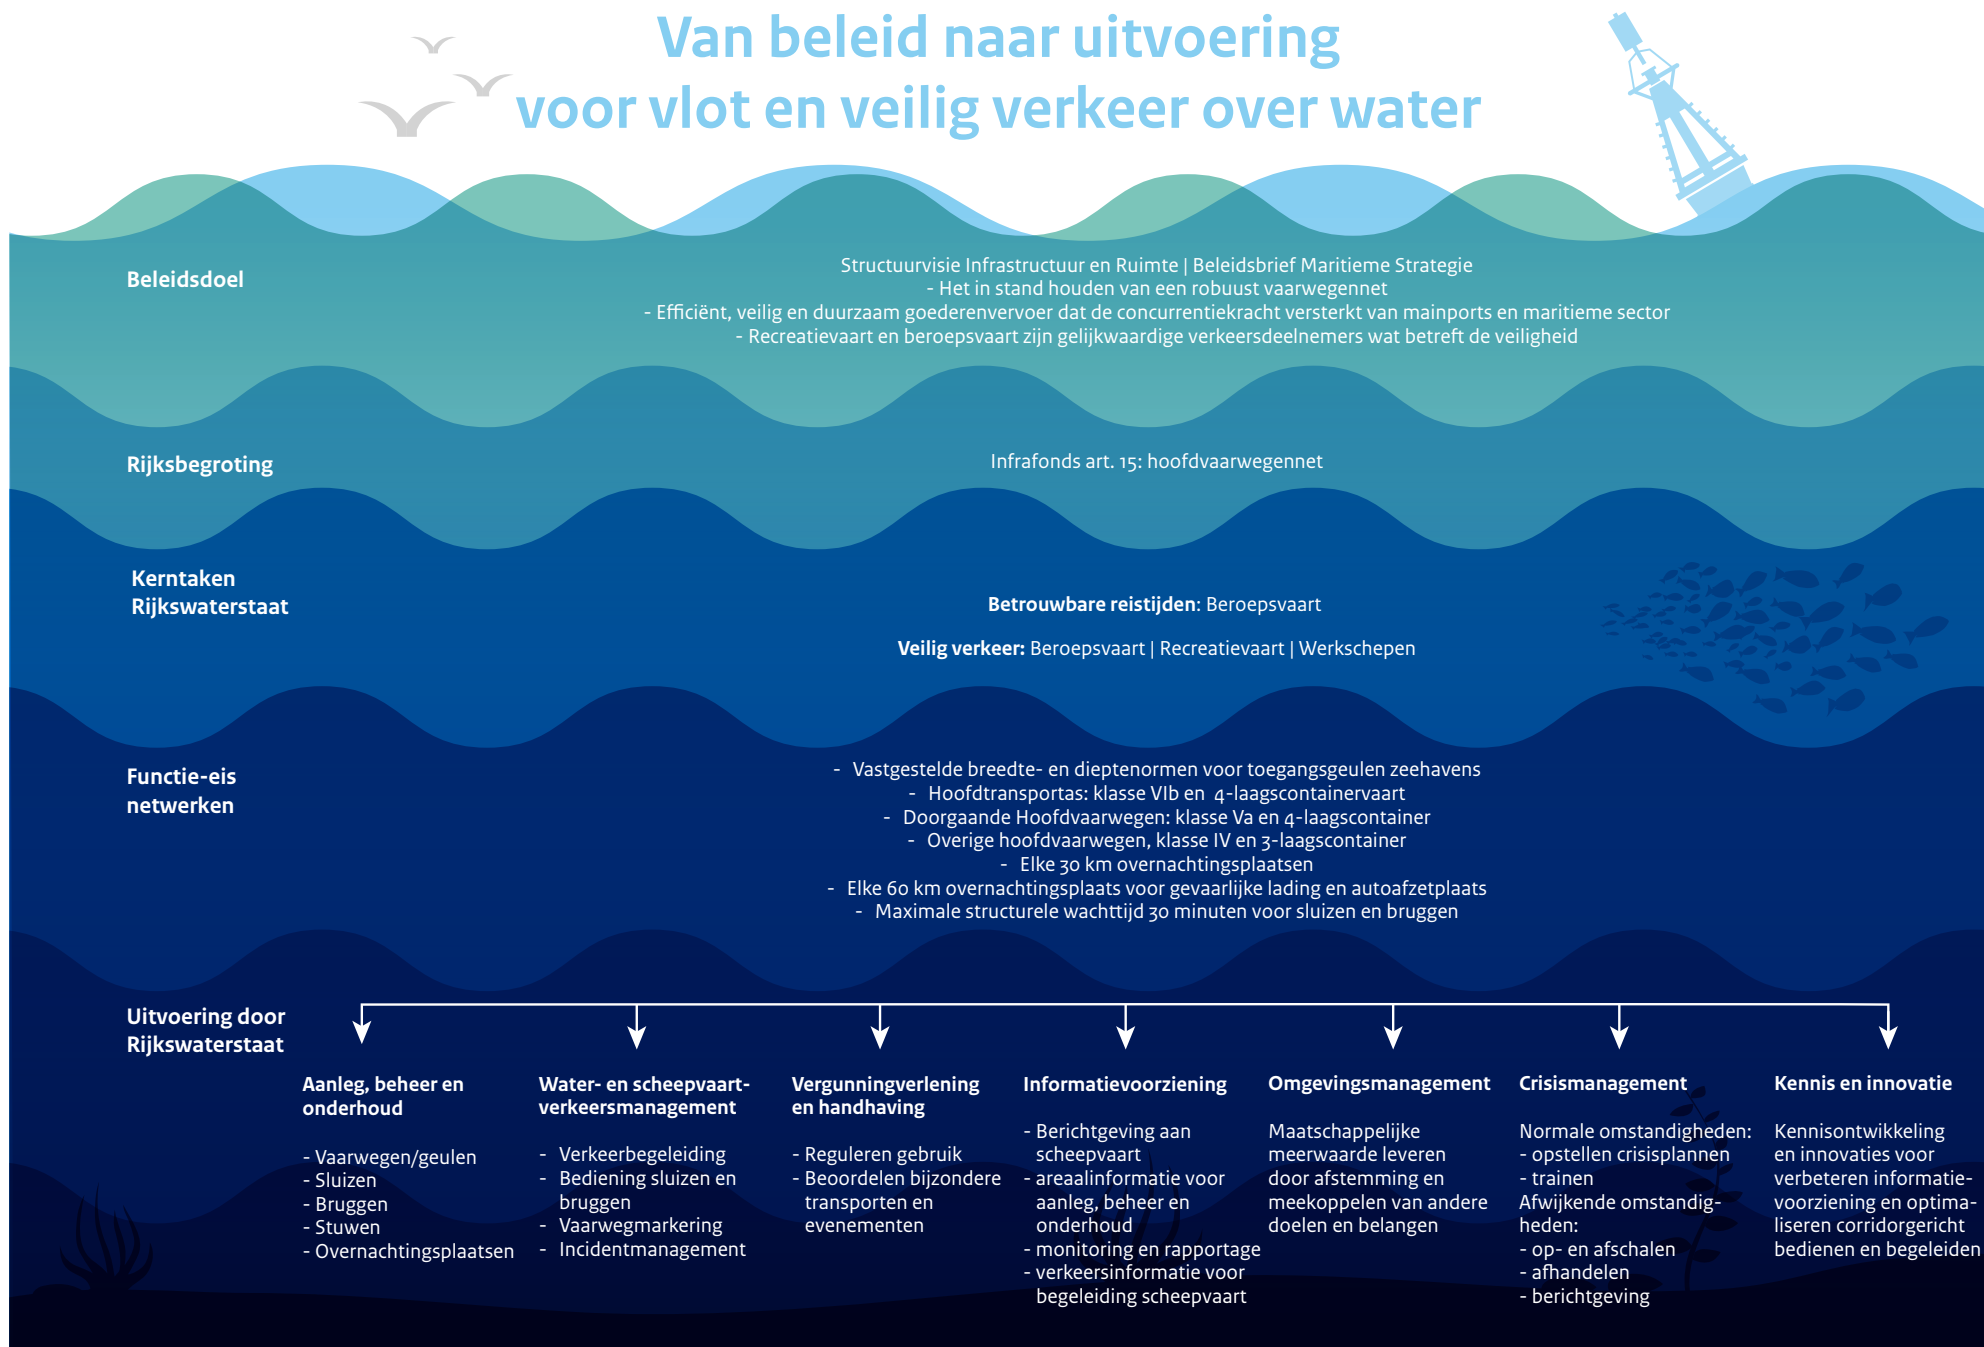 Van beleid naar uitvoering
voor vlot en veilig verkeer over water
Beleidsdoel
Structuurvisie Infrastructuur en Ruimte | Beleidsbrief Maritieme Strategie
- Het in stand houden van een robuust vaarwegennet
- Efficiënt, veilig en duurzaam goederenvervoer dat de concurrentiekracht versterkt van mainports en maritieme sector
- Recreatievaart en beroepsvaart zijn gelijkwaardige verkeersdeelnemers wat betreft de veiligheid
Rijksbegroting
Infrafonds art. 15: hoofdvaarwegennet
Kerntaken
Rijkswaterstaat
Betrouwbare reistijden: Beroepsvaart
Veilig verkeer: Beroepsvaart | Recreatievaart | Werkschepen
Functie-eis
netwerken
- Vastgestelde breedte- en dieptenormen voor toegangsgeulen zeehavens
- Hoofdtransportas: klasse VIb en 4-laagscontainervaart
- Doorgaande Hoofdvaarwegen: klasse Va en 4-laagscontainer
- Overige hoofdvaarwegen, klasse IV en 3-laagscontainer
- Elke 30 km overnachtingsplaatsen
- Elke 60 km overnachtingsplaats voor gevaarlijke lading en autoafzetplaats
- Maximale structurele wachttijd 30 minuten voor sluizen en bruggen
Uitvoering door
Rijkswaterstaat
Aanleg, beheer en
onderhoud
- Vaarwegen/geulen
- Sluizen
- Bruggen
- Stuwen
- Overnachtingsplaatsen
Water- en scheepvaart-
verkeersmanagement
- Verkeerbegeleiding
- Bediening sluizen en
bruggen
- Vaarwegmarkering
- Incidentmanagement
Vergunningverlening
en handhaving
- Reguleren gebruik
- Beoordelen bijzondere
transporten en
evenementen
Informatievoorziening
- Berichtgeving aan
scheepvaart
- areaalinformatie voor
aanleg, beheer en
onderhoud
- monitoring en rapportage
- verkeersinformatie voor
begeleiding scheepvaart
Omgevingsmanagement
Maatschappelijke
meerwaarde leveren
door afstemming en
meekoppelen van andere
doelen en belangen
Crisismanagement
Normale omstandigheden:
- opstellen crisisplannen
- trainen
Afwijkende omstandig-
heden:
- op- en afschalen
- afhandelen
- berichtgeving
Kennis en innovatie
Kennisontwikkeling
en innovaties voor
verbeteren informatie-
voorziening en optima-
liseren corridorgericht
bedienen en begeleiden